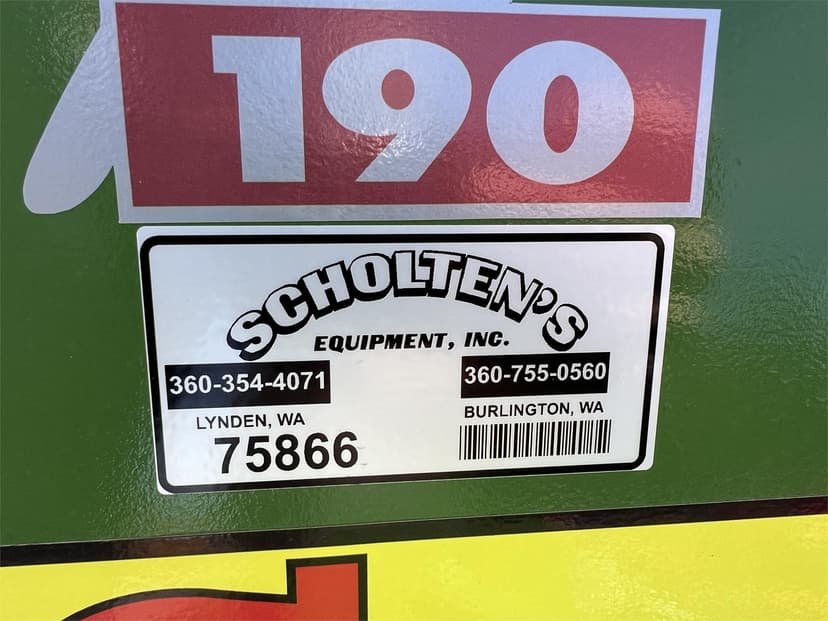 190
SCHOLTEN'S
EQUIPMENT, INC.
360-354-4071
360-755-0560
LYNDEN, WA
BURLINGTON, WA
75866